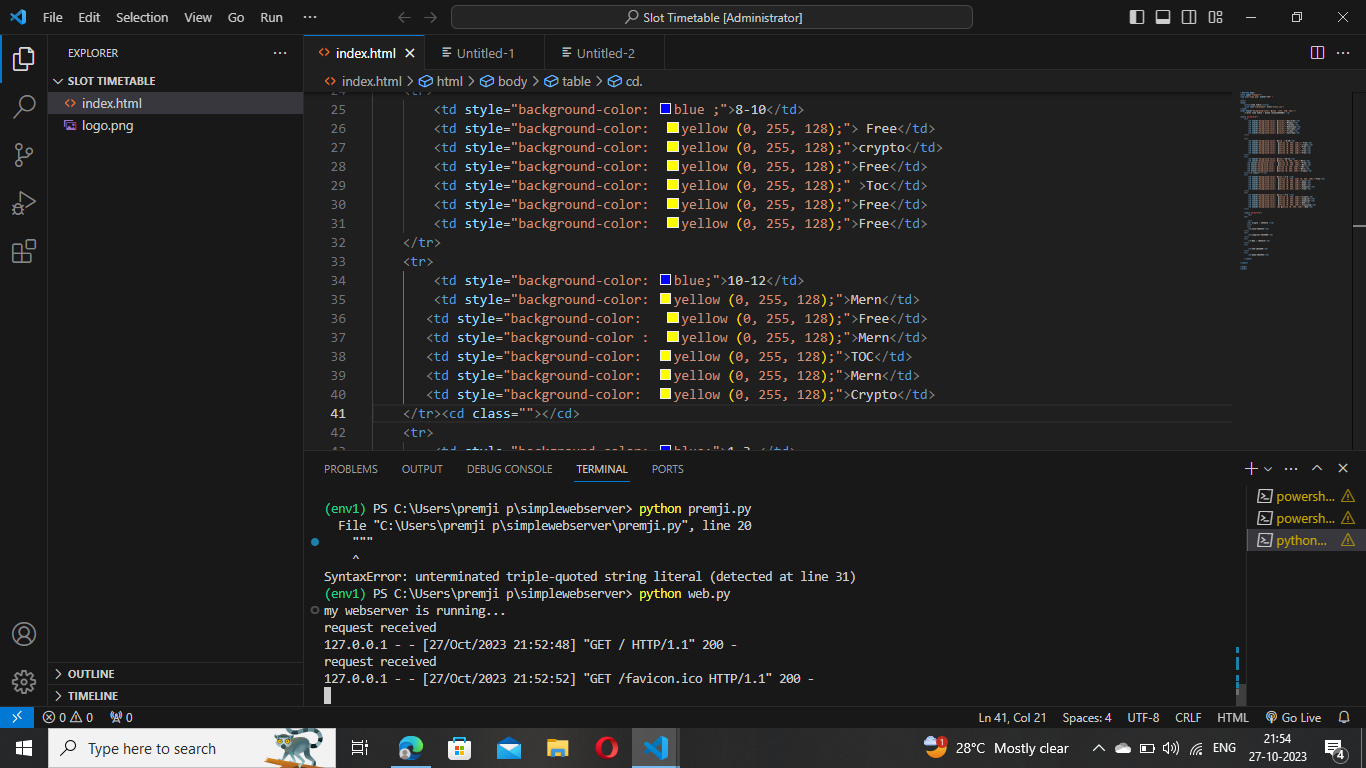 File Edit Selection View Go Run ···
Slot Timetable [Administrator]
EXPLORER
SLOT TIMETABLE
index.html
logo.png
OUTLINE
TIMELINE
index.html Untitled-1 Untitled-2
index.html > html > body > table > cd.
24 <tr>
25 <td style="background-color: blue ;">8-10</td>
26 <td style="background-color: yellow (0, 255, 128);"> Free</td>
27 <td style="background-color: yellow (0, 255, 128);">crypto</td>
28 <td style="background-color: yellow (0, 255, 128);">Free</td>
29 <td style="background-color: yellow (0, 255, 128);" >Toc</td>
30 <td style="background-color: yellow (0, 255, 128);">Free</td>
31 <td style="background-color: yellow (0, 255, 128);">Free</td>
32 </tr>
33 <tr>
34 <td style="background-color: blue;">10-12</td>
35 <td style="background-color: yellow (0, 255, 128);">Mern</td>
36 <td style="background-color: yellow (0, 255, 128);">Free</td>
37 <td style="background-color : yellow (0, 255, 128);">Mern</td>
38 <td style="background-color: yellow (0, 255, 128);">TOC</td>
39 <td style="background-color: yellow (0, 255, 128);">Mern</td>
40 <td style="background-color: yellow (0, 255, 128);">Crypto</td>
41 </tr><cd class=""></cd>
42 <tr>
43 <td style="background-color: blue;">1-3 </td>
PROBLEMS OUTPUT DEBUG CONSOLE TERMINAL PORTS
(env1) PS C:\Users\premji p\simplewebserver> python premji.py
File "C:\Users\premji p\simplewebserver\premji.py", line 20
"""
^
SyntaxError: unterminated triple-quoted string literal (detected at line 31)
(env1) PS C:\Users\premji p\simplewebserver> python web.py
my webserver is running...
request received
127.0.0.1 - - [27/Oct/2023 21:52:48] "GET / HTTP/1.1" 200 -
request received
127.0.0.1 - - [27/Oct/2023 21:52:52] "GET /favicon.ico HTTP/1.1" 200 -
powersh...
powersh...
python...
0 0 0
Ln 41, Col 21 Spaces: 4 UTF-8 CRLF HTML Go Live
Type here to search
28°C Mostly clear
ENG
21:54
27-10-2023
4